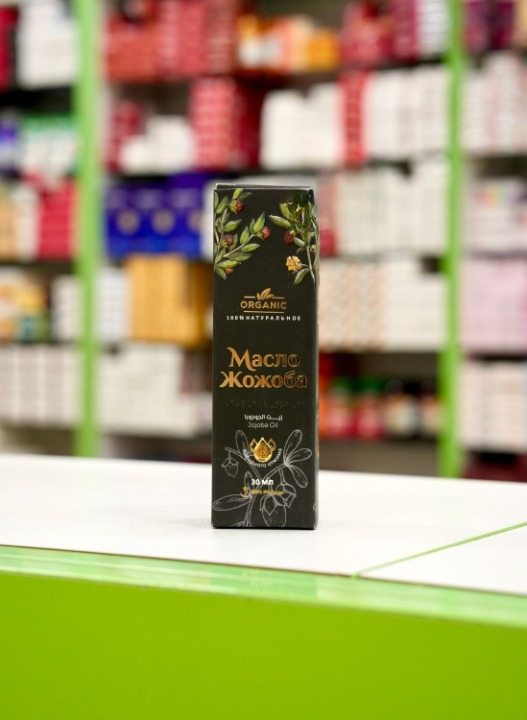 ORGANIC
100% НАТУРАЛЬНОЕ
Масло
Жожоба
زيت الجوجوبا
Jojoba Oil
30 МЛ